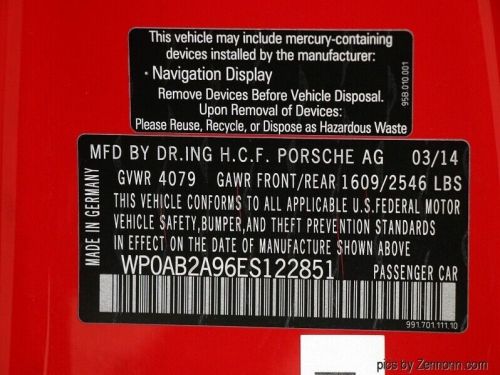 This vehicle may include mercury-containing
devices installed by the manufacturer:
· Navigation Display
Remove Devices Before Vehicle Disposal.
Upon Removal of Devices:
Please Reuse, Recycle, or Dispose as Hazardous Waste
958.010.001
MFD BY DR.ING H.C.F. PORSCHE AG 03/14
GVWR 4079 GAWR FRONT/REAR 1609/2546 LBS
THIS VEHICLE CONFORMS TO ALL APPLICABLE U.S.FEDERAL MOTOR
VEHICLE SAFETY,BUMPER,AND THEFT PREVENTION STANDARDS
IN EFFECT ON THE DATE OF MANUFACTURE SHOWN ABOVE
WP0AB2A96ES122851 PASSENGER CAR
MADE IN GERMANY
991.701.111.10
pics by Zennonn.com